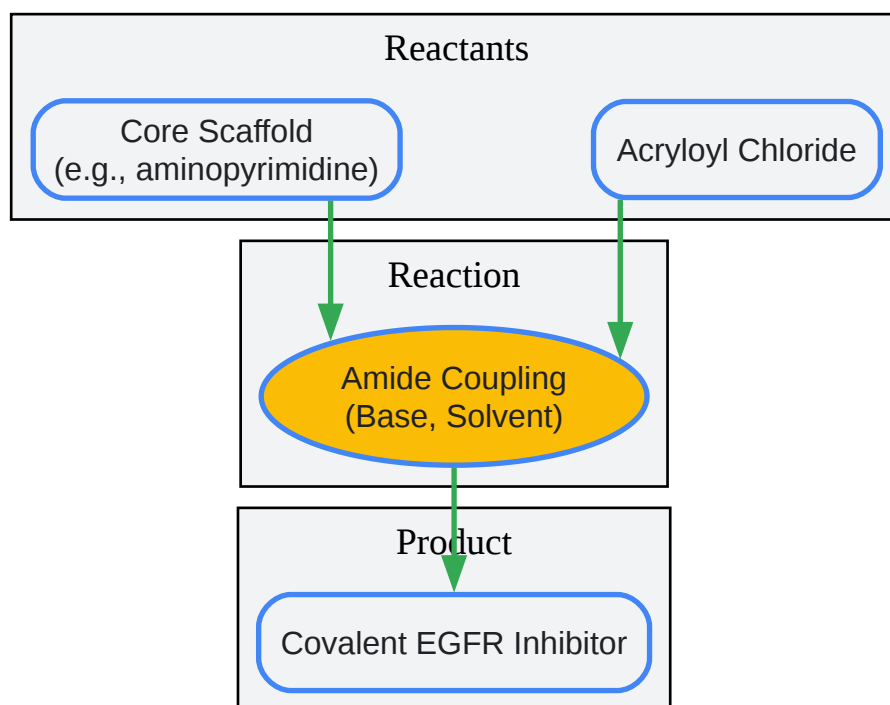 Reactants
Core Scaffold
(e.g., aminopyrimidine)
Acryloyl Chloride
Reaction
Amide Coupling
(Base, Solvent)
Product
Covalent EGFR Inhibitor